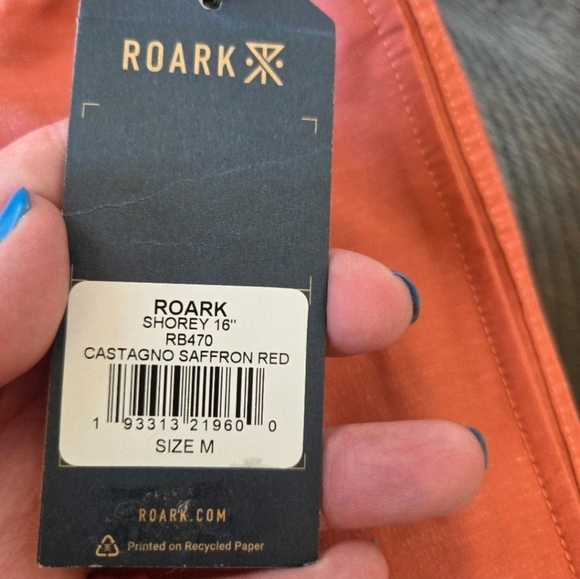 ROARK
ROARK
SHOREY 16"
RB470
CASTAGNO SAFFRON RED
1 93313 21960 0
SIZE M
ROARK.COM
Printed on Recycled Paper